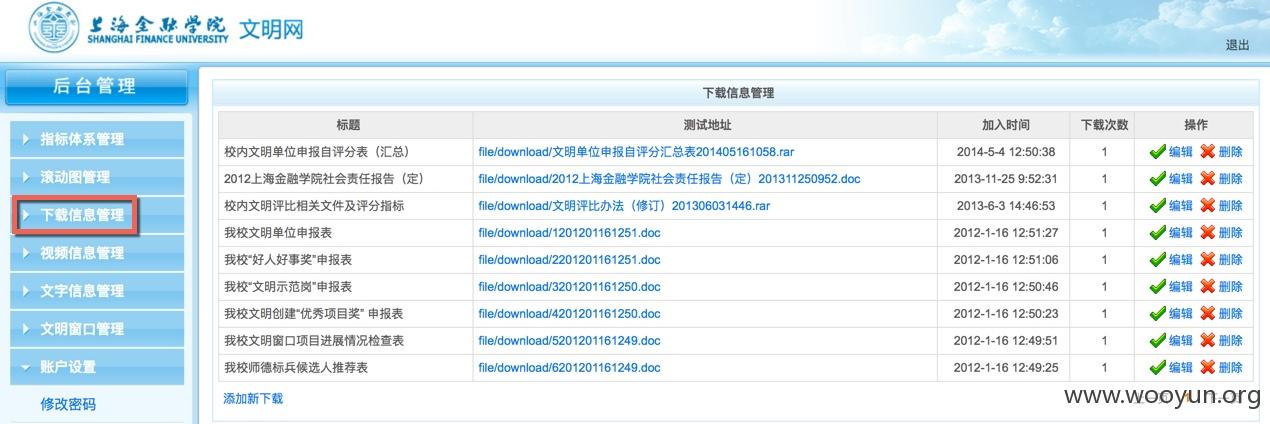 上海金融学院 文明网
SHANGHAI FINANCE UNIVERSITY
退出
后台管理
指标体系管理
滚动图管理
下载信息管理
视频信息管理
文字信息管理
文明窗口管理
账户设置
修改密码
下载信息管理
标题 测试地址 加入时间 下载次数 操作
校内文明单位申报自评分表（汇总） file/download/文明单位申报自评分汇总表201405161058.rar 2014-5-4 12:50:38 1 编辑 删除
2012上海金融学院社会责任报告（定） file/download/2012上海金融学院社会责任报告（定）201311250952.doc 2013-11-25 9:52:31 1 编辑 删除
校内文明评比相关文件及评分指标 file/download/文明评比办法（修订）201306031446.rar 2013-6-3 14:46:53 1 编辑 删除
我校文明单位申报表 file/download/1201201161251.doc 2012-1-16 12:51:27 1 编辑 删除
我校“好人好事奖”申报表 file/download/2201201161251.doc 2012-1-16 12:51:06 1 编辑 删除
我校“文明示范岗”申报表 file/download/3201201161250.doc 2012-1-16 12:50:46 1 编辑 删除
我校文明创建“优秀项目奖” 申报表 file/download/4201201161250.doc 2012-1-16 12:50:23 1 编辑 删除
我校文明窗口项目进展情况检查表 file/download/5201201161249.doc 2012-1-16 12:49:51 1 编辑 删除
我校师德标兵候选人推荐表 file/download/6201201161249.doc 2012-1-16 12:49:25 1 编辑 删除
添加新下载
www.wooyun.org